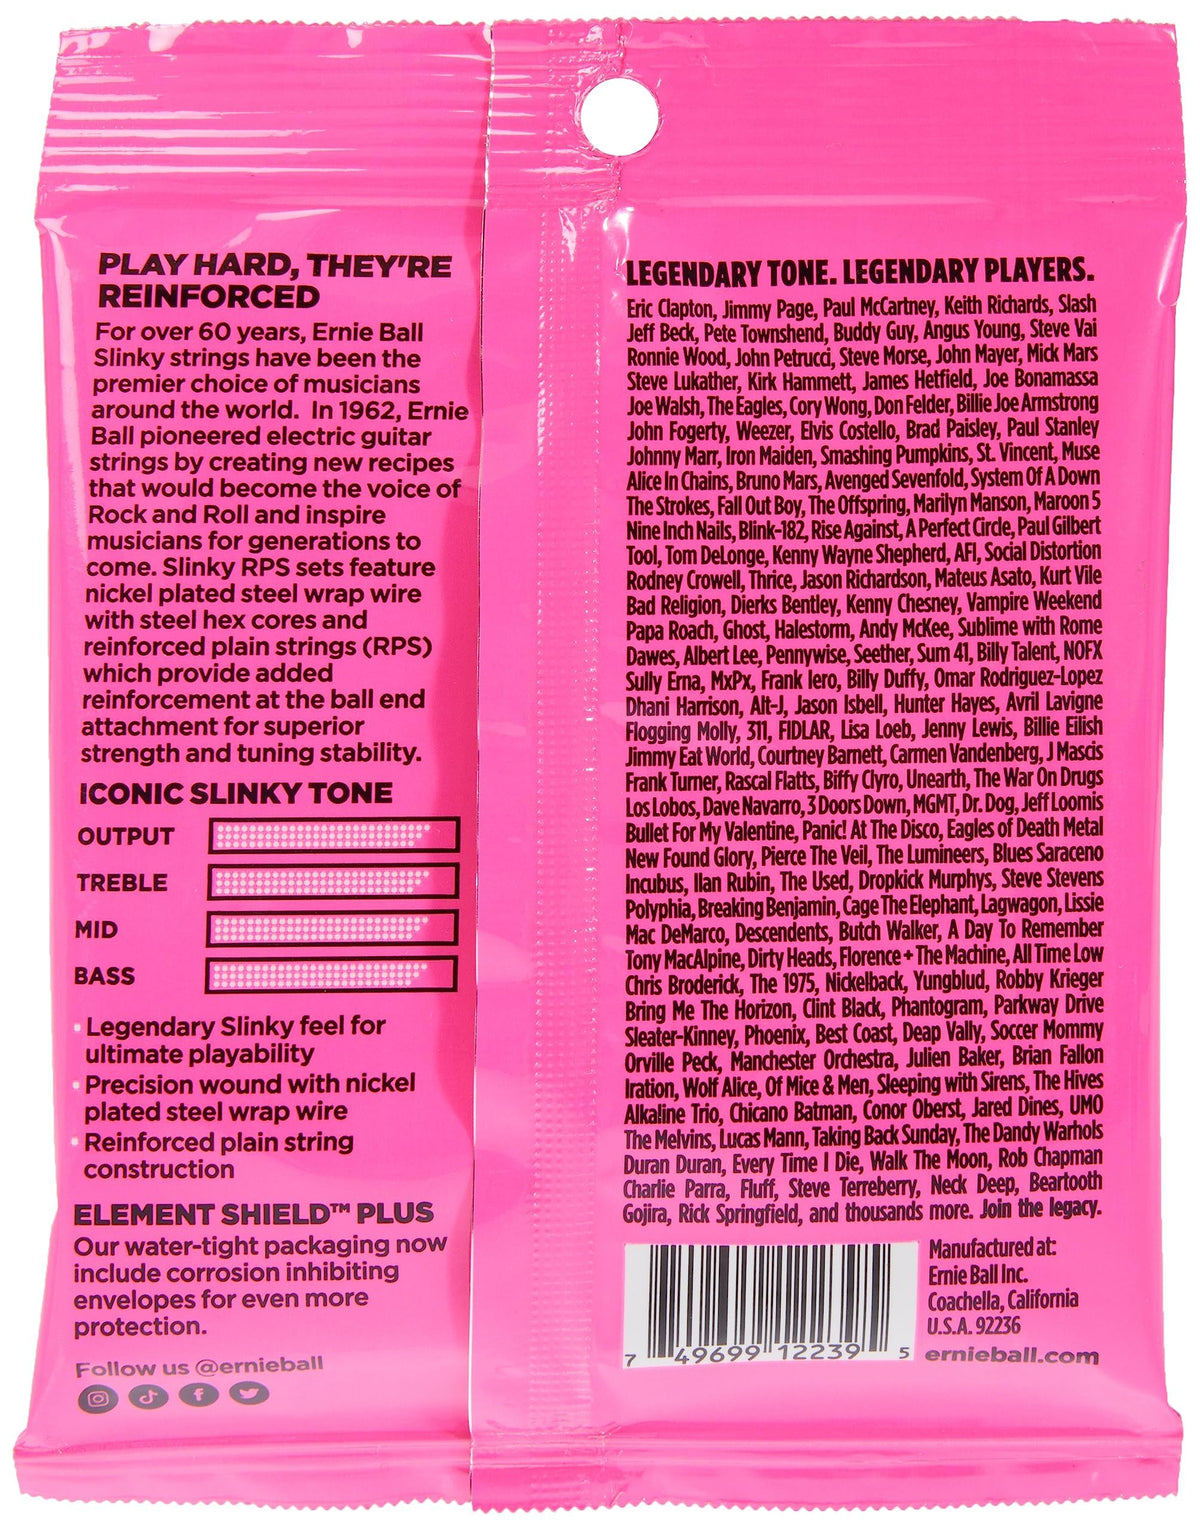 PLAY HARD, THEY'RE
REINFORCED
For over 60 years, Ernie Ball
Slinky strings have been the
premier choice of musicians
around the world.  In 1962, Ernie
Ball pioneered electric guitar
strings by creating new recipes
that would become the voice of
Rock and Roll and inspire
musicians for generations to
come. Slinky RPS sets feature
nickel plated steel wrap wire
with steel hex cores and
reinforced plain strings (RPS)
which provide added
reinforcement at the ball end
attachment for superior
strength and tuning stability.
ICONIC SLINKY TONE
OUTPUT
TREBLE
MID
BASS
• Legendary Slinky feel for
ultimate playability
• Precision wound with nickel
plated steel wrap wire
• Reinforced plain string
construction
ELEMENT SHIELD™ PLUS
Our water-tight packaging now
include corrosion inhibiting
envelopes for even more
protection.
Follow us @ernieball
LEGENDARY TONE. LEGENDARY PLAYERS.
Eric Clapton, Jimmy Page, Paul McCartney, Keith Richards, Slash
Jeff Beck, Pete Townshend, Buddy Guy, Angus Young, Steve Vai
Ronnie Wood, John Petrucci, Steve Morse, John Mayer, Mick Mars
Steve Lukather, Kirk Hammett, James Hetfield, Joe Bonamassa
Joe Walsh, The Eagles, Cory Wong, Don Felder, Billie Joe Armstrong
John Fogerty, Weezer, Elvis Costello, Brad Paisley, Paul Stanley
Johnny Marr, Iron Maiden, Smashing Pumpkins, St. Vincent, Muse
Alice In Chains, Bruno Mars, Avenged Sevenfold, System Of A Down
The Strokes, Fall Out Boy, The Offspring, Marilyn Manson, Maroon 5
Nine Inch Nails, Blink-182, Rise Against, A Perfect Circle, Paul Gilbert
Tool, Tom DeLonge, Kenny Wayne Shepherd, AFI, Social Distortion
Rodney Crowell, Thrice, Jason Richardson, Mateus Asato, Kurt Vile
Bad Religion, Dierks Bentley, Kenny Chesney, Vampire Weekend
Papa Roach, Ghost, Halestorm, Andy McKee, Sublime with Rome
Dawes, Albert Lee, Pennywise, Seether, Sum 41, Billy Talent, NOFX
Sully Erna, MxPx, Frank Iero, Billy Duffy, Omar Rodriguez-Lopez
Dhani Harrison, Alt-J, Jason Isbell, Hunter Hayes, Avril Lavigne
Flogging Molly, 311, FIDLAR, Lisa Loeb, Jenny Lewis, Billie Eilish
Jimmy Eat World, Courtney Barnett, Carmen Vandenberg, J Mascis
Frank Turner, Rascal Flatts, Biffy Clyro, Unearth, The War On Drugs
Los Lobos, Dave Navarro, 3 Doors Down, MGMT, Dr. Dog, Jeff Loomis
Bullet For My Valentine, Panic! At The Disco, Eagles of Death Metal
New Found Glory, Pierce The Veil, The Lumineers, Blues Saraceno
Incubus, Ilan Rubin, The Used, Dropkick Murphys, Steve Stevens
Polyphia, Breaking Benjamin, Cage The Elephant, Lagwagon, Lissie
Mac DeMarco, Descendents, Butch Walker, A Day To Remember
Tony MacAlpine, Dirty Heads, Florence + The Machine, All Time Low
Chris Broderick, The 1975, Nickelback, Yungblud, Robby Krieger
Bring Me The Horizon, Clint Black, Phantogram, Parkway Drive
Sleater-Kinney, Phoenix, Best Coast, Deap Vally, Soccer Mommy
Orville Peck, Manchester Orchestra, Julien Baker, Brian Fallon
Iration, Wolf Alice, Of Mice & Men, Sleeping with Sirens, The Hives
Alkaline Trio, Chicano Batman, Conor Oberst, Jared Dines, UMO
The Melvins, Lucas Mann, Taking Back Sunday, The Dandy Warhols
Duran Duran, Every Time I Die, Walk The Moon, Rob Chapman
Charlie Parra, Fluff, Steve Terreberry, Neck Deep, Beartooth
Gojira, Rick Springfield, and thousands more. Join the legacy.
7 49699 12239 5
Manufactured at:
Ernie Ball Inc.
Coachella, California
U.S.A. 92236
ernieball.com